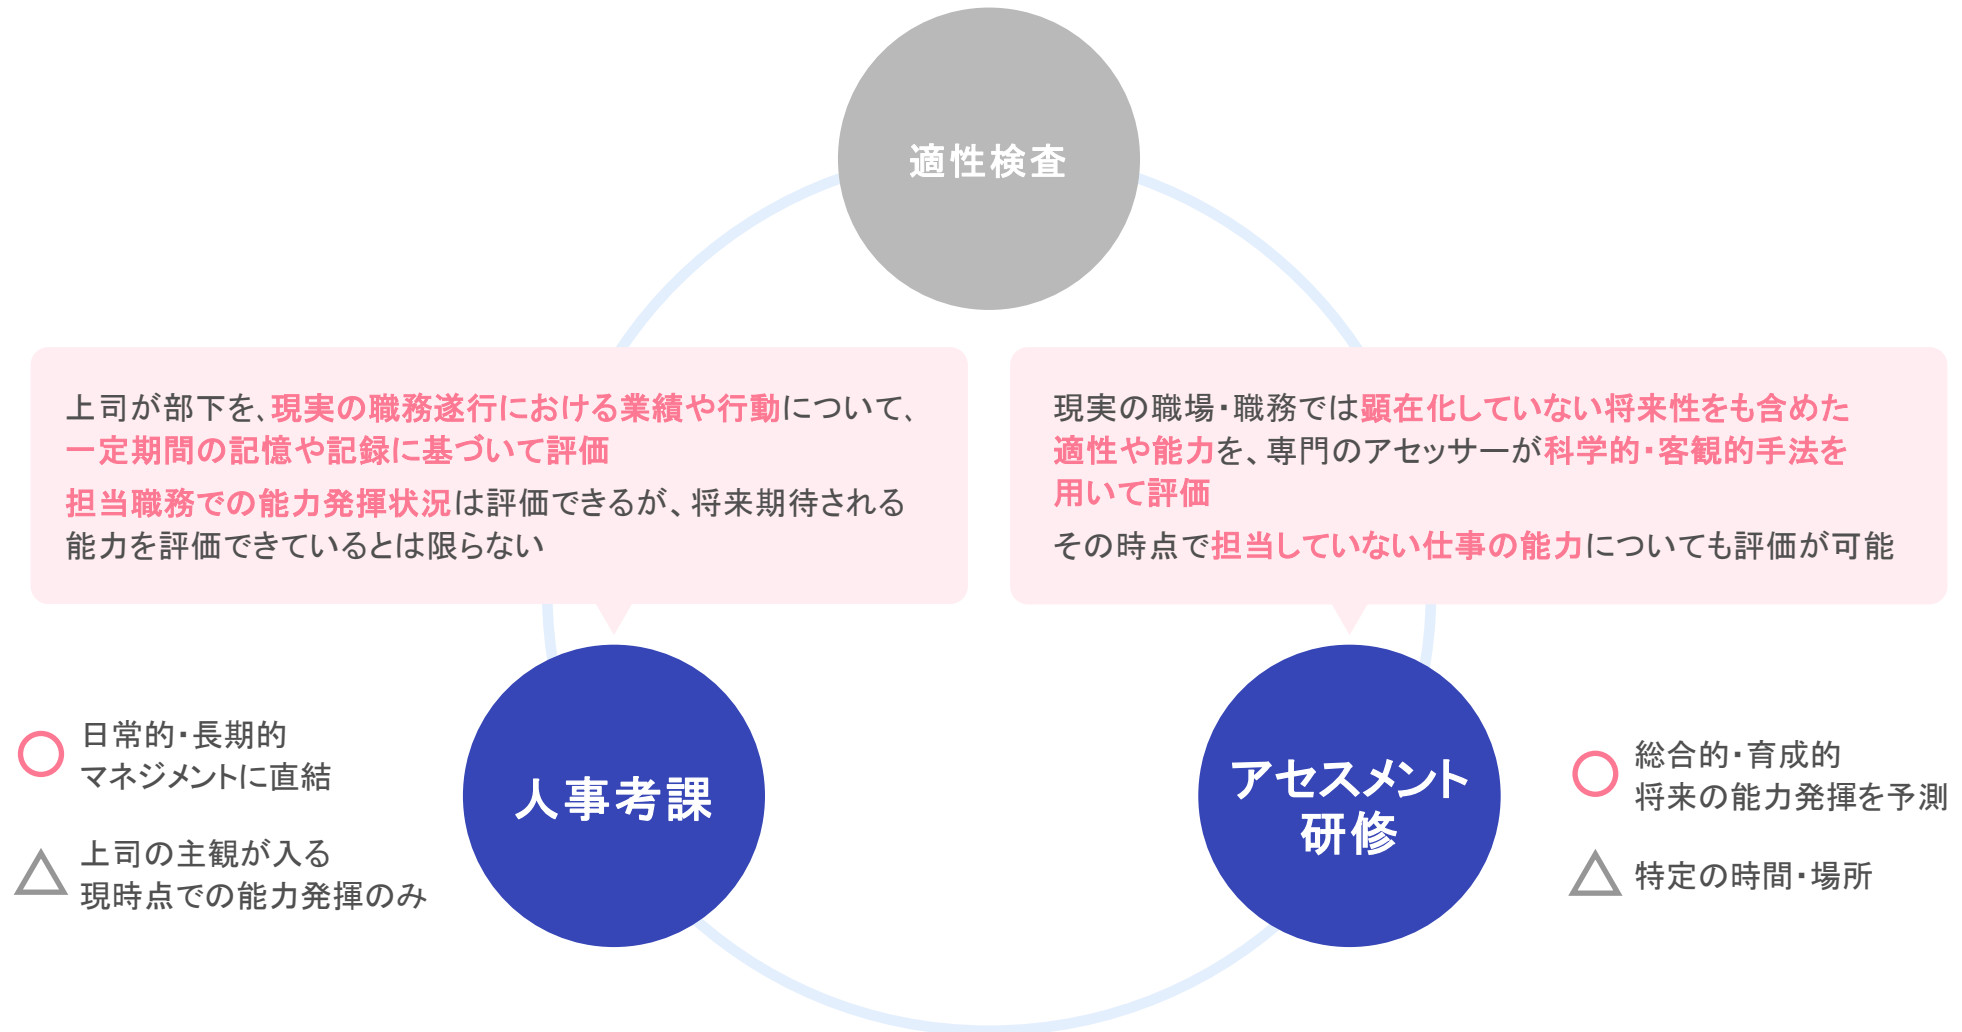 適性検査
上司が部下を、現実の職務遂行における業績や行動について、
一定期間の記憶や記録に基づいて評価
担当職務での能力発揮状況は評価できるが、将来期待される
能力を評価できているとは限らない
現実の職場・職務では顕在化していない将来性をも含めた
適性や能力を、専門のアセッサーが科学的・客観的手法を
用いて評価
その時点で担当していない仕事の能力についても評価が可能
日常的・長期的
マネジメントに直結
上司の主観が入る
現時点での能力発揮のみ
人事考課
アセスメント
研修
総合的・育成的
将来の能力発揮を予測
特定の時間・場所